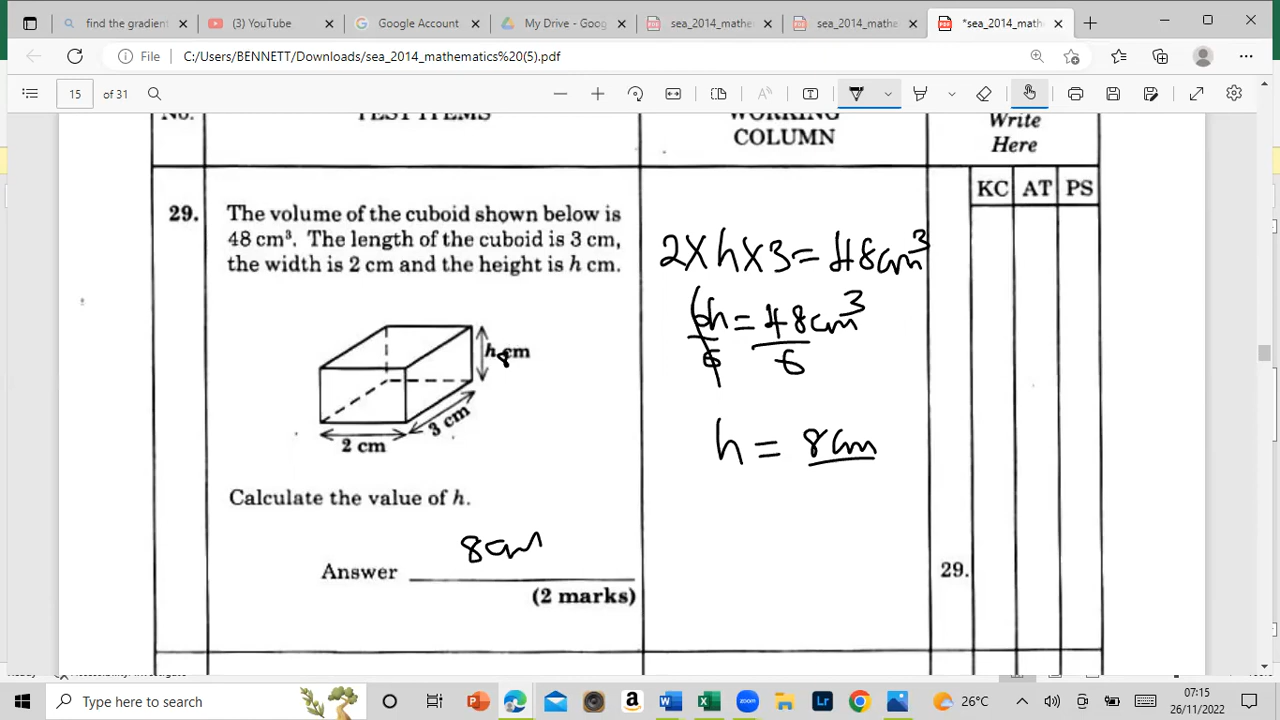 find the gradient
(3) YouTube
Google Account
My Drive - Goog
sea_2014_mathe
sea_2014_mathe
*sea_2014_math
File
C:/Users/BENNETT/Downloads/sea_2014_mathematics%20(5).pdf
15 of 31
No.
TEST ITEMS
WORKING
COLUMN
Write
Here
KC AT PS
29. The volume of the cuboid shown below is
48 cm³. The length of the cuboid is 3 cm,
the width is 2 cm and the height is h cm.
h cm
8
3 cm
2 cm
Calculate the value of h.
8cm
Answer
(2 marks)
2 x h x 3 = 48cm³
6h = 48cm³
6 6
h = 8cm
29.
Type here to search
26°C
07:15
26/11/2022